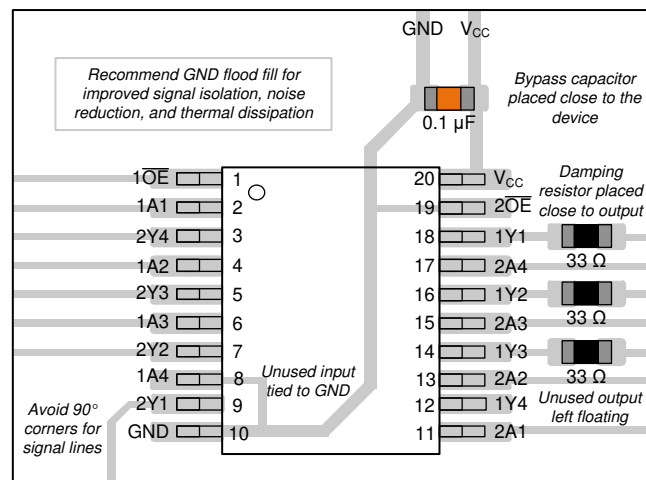 GND
VCC
Recommend GND flood fill for
improved signal isolation, noise
reduction, and thermal dissipation
Bypass capacitor
placed close to the
device
0.1 µF
1O̅E̅ 1 20 VCC
Damping
resistor placed
close to output
1A1 2 19 2O̅E̅
2Y4 3 18 1Y1
33 Ω
1A2 4 17 2A4
2Y3 5 16 1Y2
33 Ω
1A3 6 15 2A3
2Y2 7 14 1Y3
33 Ω
1A4 8 13 2A2
Unused input
tied to GND
2Y1 9 12 1Y4
Unused output
left floating
GND 10 11 2A1
Avoid 90°
corners for
signal lines